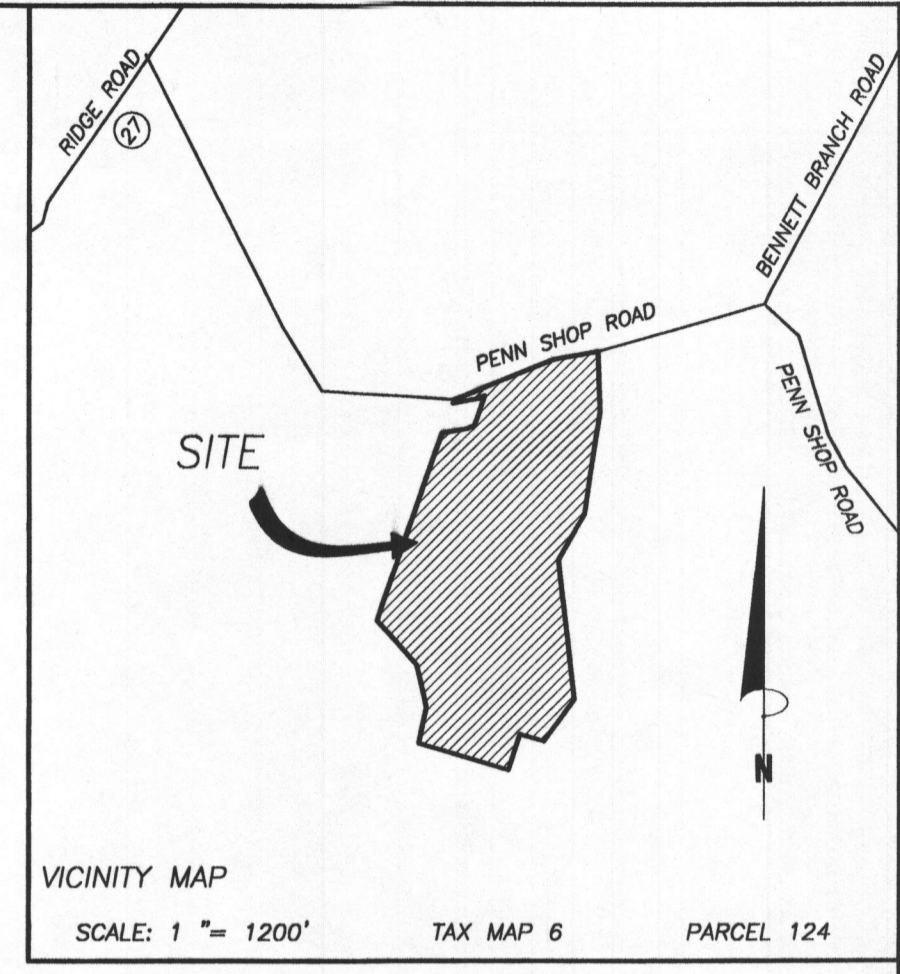 RIDGE ROAD
27
BENNETT BRANCH ROAD
PENN SHOP ROAD
PENN SHOP ROAD
SITE
N
VICINITY MAP
SCALE: 1 "= 1200' TAX MAP 6 PARCEL 124